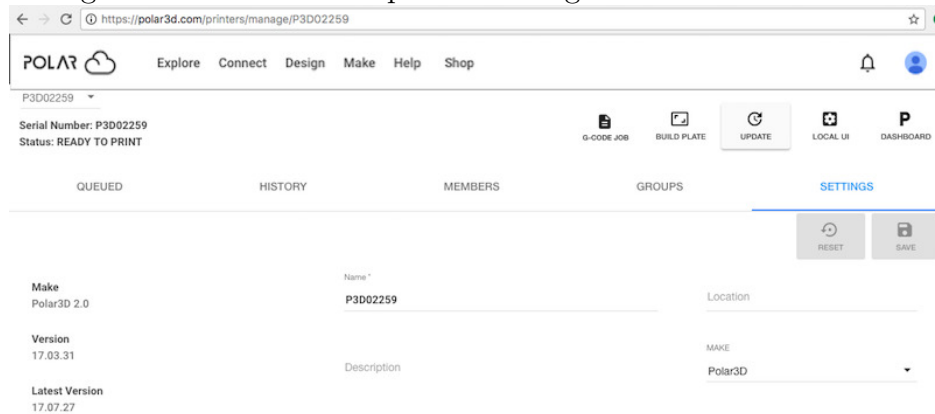 https://polar3d.com/printers/manage/P3D02259
POLAR Explore Connect Design Make Help Shop
P3D02259
Serial Number: P3D02259
Status: READY TO PRINT
G-CODE JOB BUILD PLATE UPDATE LOCAL UI DASHBOARD
QUEUED HISTORY MEMBERS GROUPS SETTINGS
RESET SAVE
Make
Polar3D 2.0
Name *
P3D02259
Location
Version
17.03.31
Description
MAKE
Polar3D
Latest Version
17.07.27